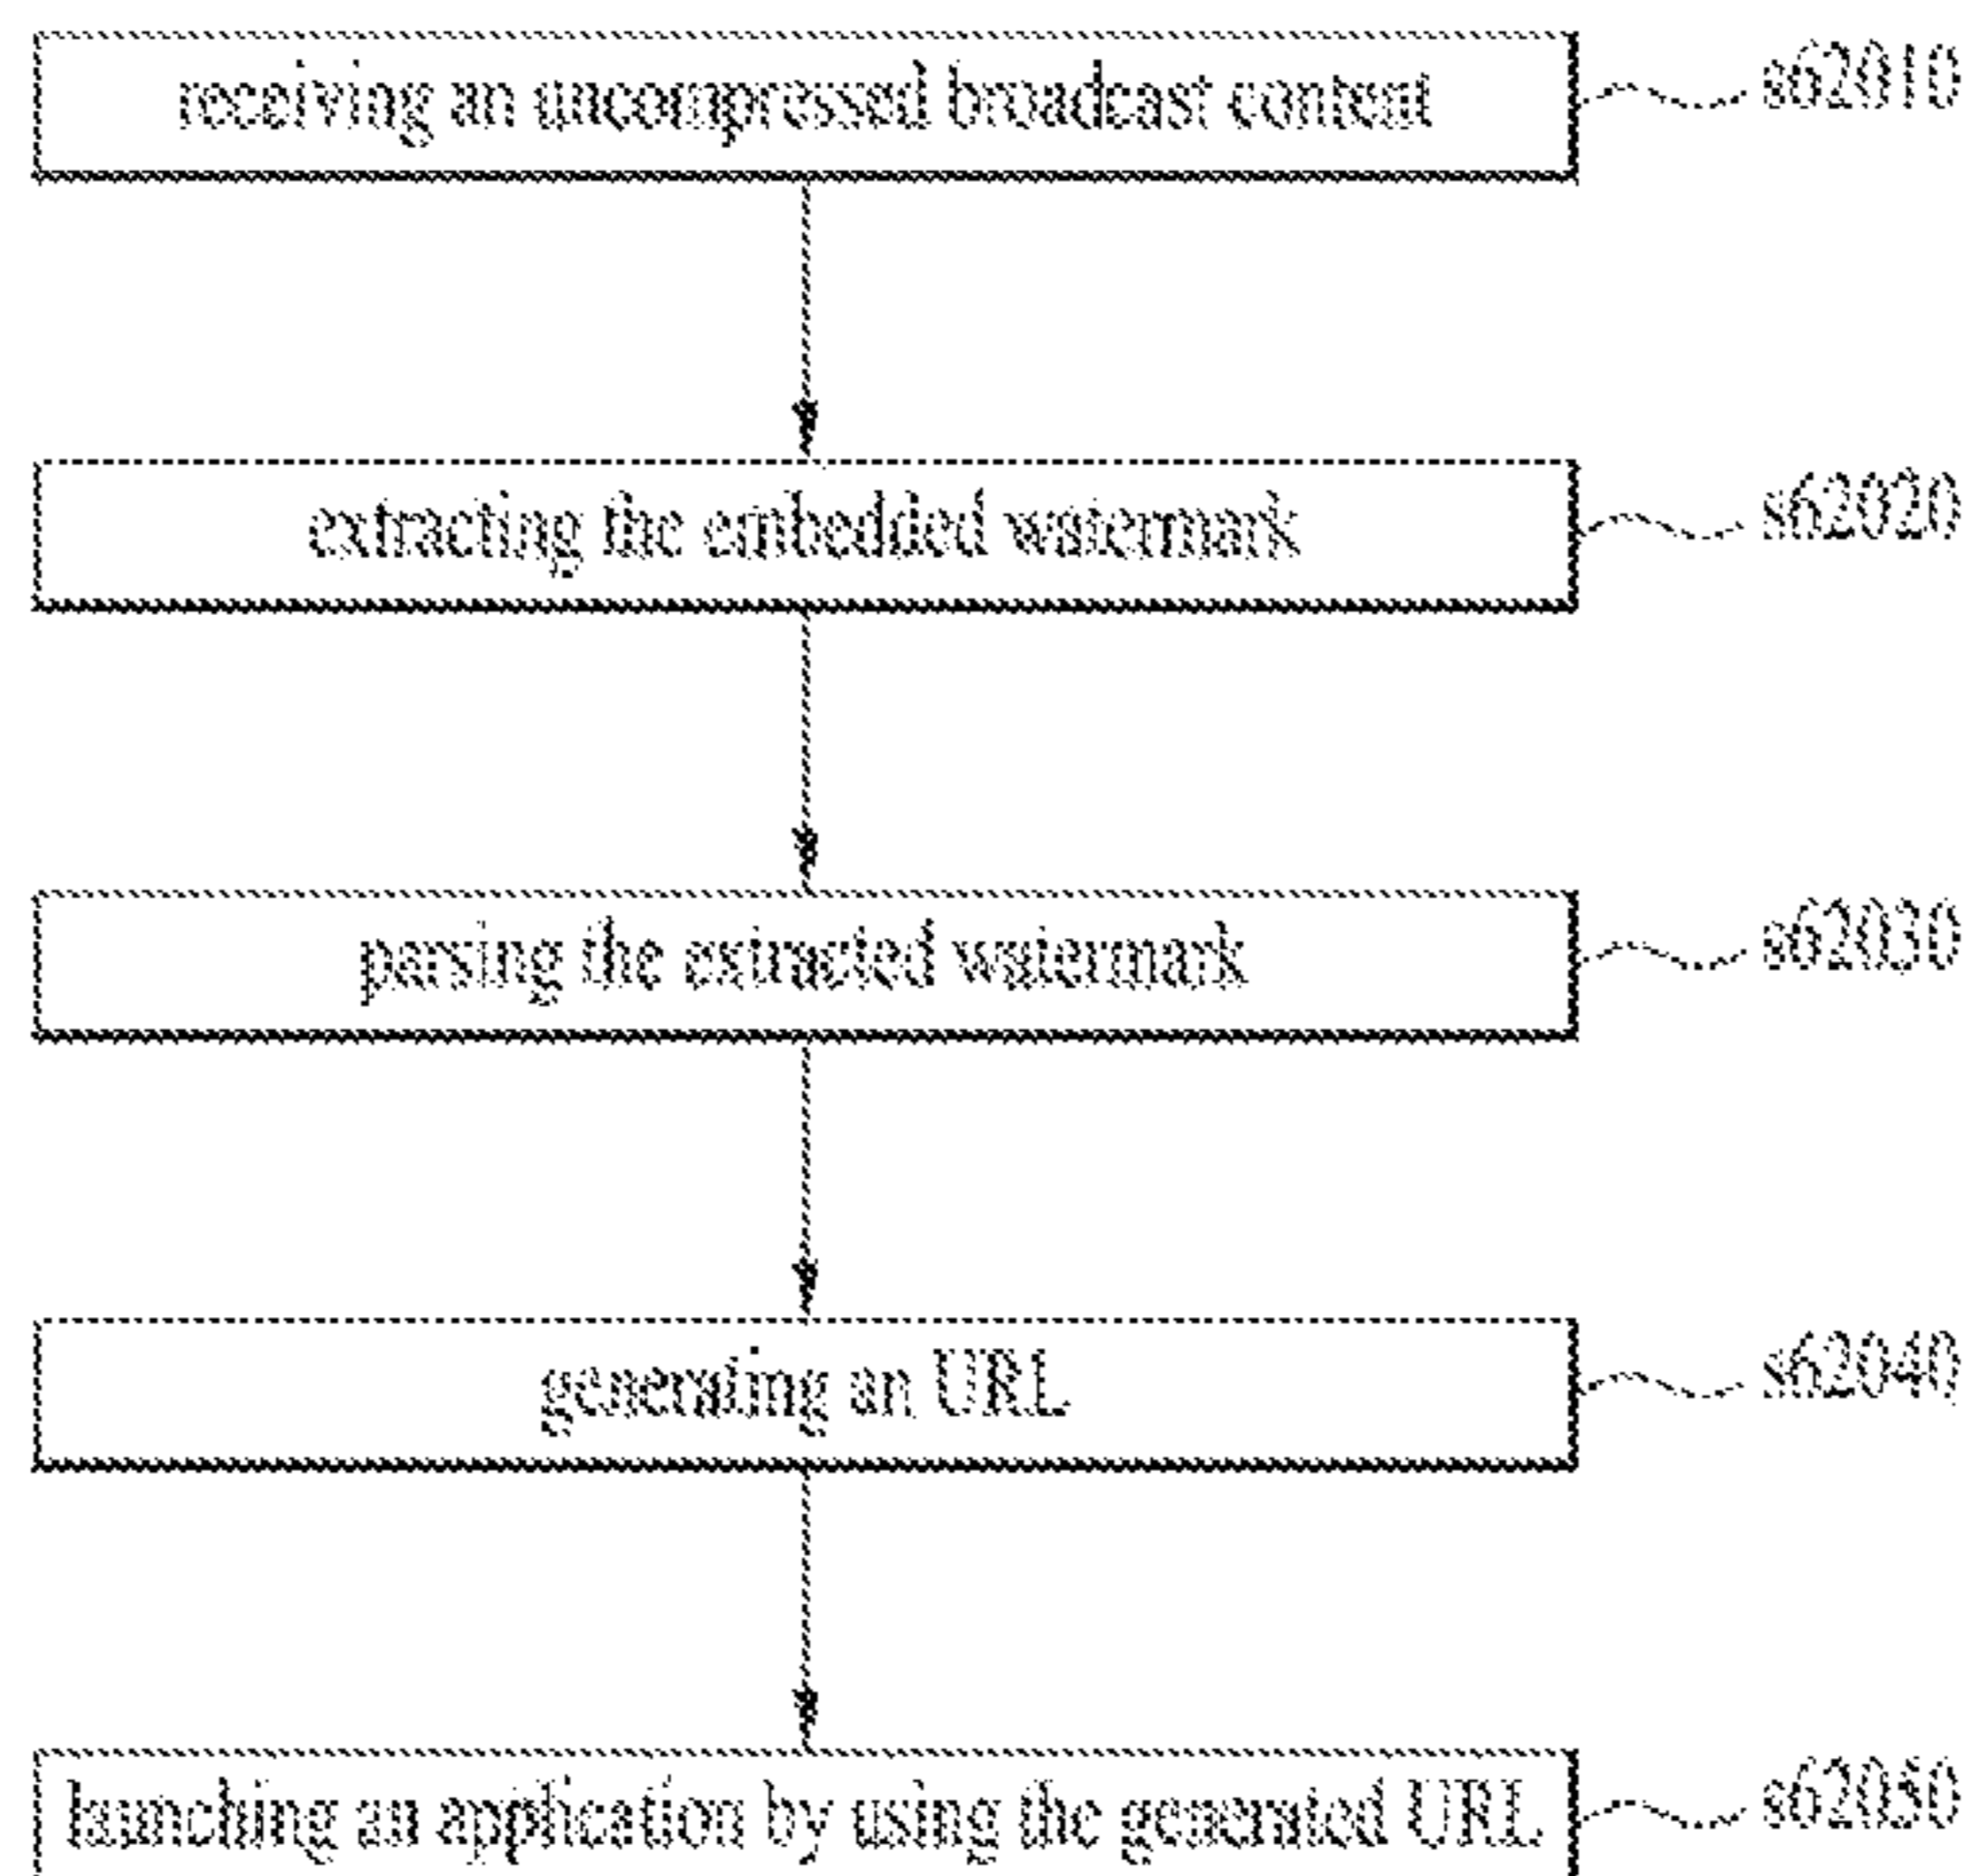 receiving an uncompressed broadcast content s62010
extracting the embedded watermark s62020
parsing the extracted watermark s62030
generating an URL s62040
launching an application by using the generated URL s62050